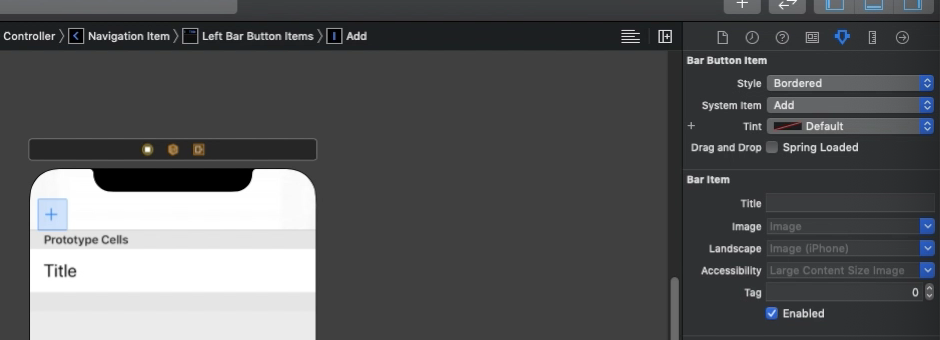 Controller Navigation Item Left Bar Button Items Add
Bar Button Item
Style Bordered
System Item Add
+ Tint Default
Drag and Drop Spring Loaded
Bar Item
Title
Image Image
Landscape Image (iPhone)
Accessibility Large Content Size Image
Tag 0
Enabled
Prototype Cells
Title